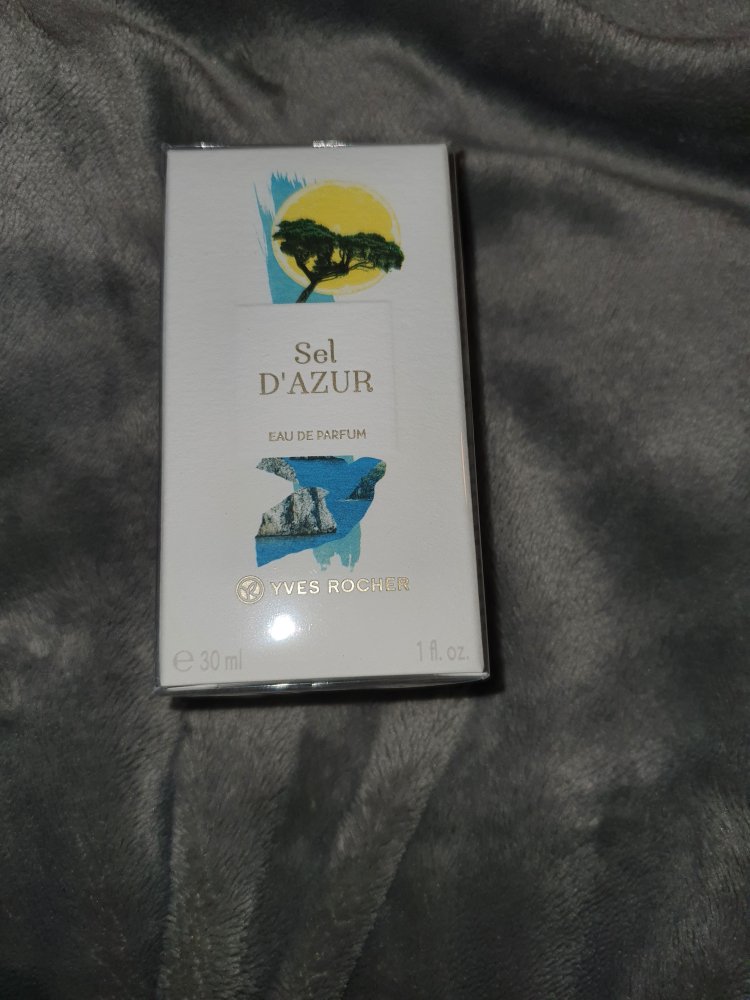 Sel
D'AZUR
EAU DE PARFUM
YVES ROCHER
℮ 30 ml
1 fl. oz.